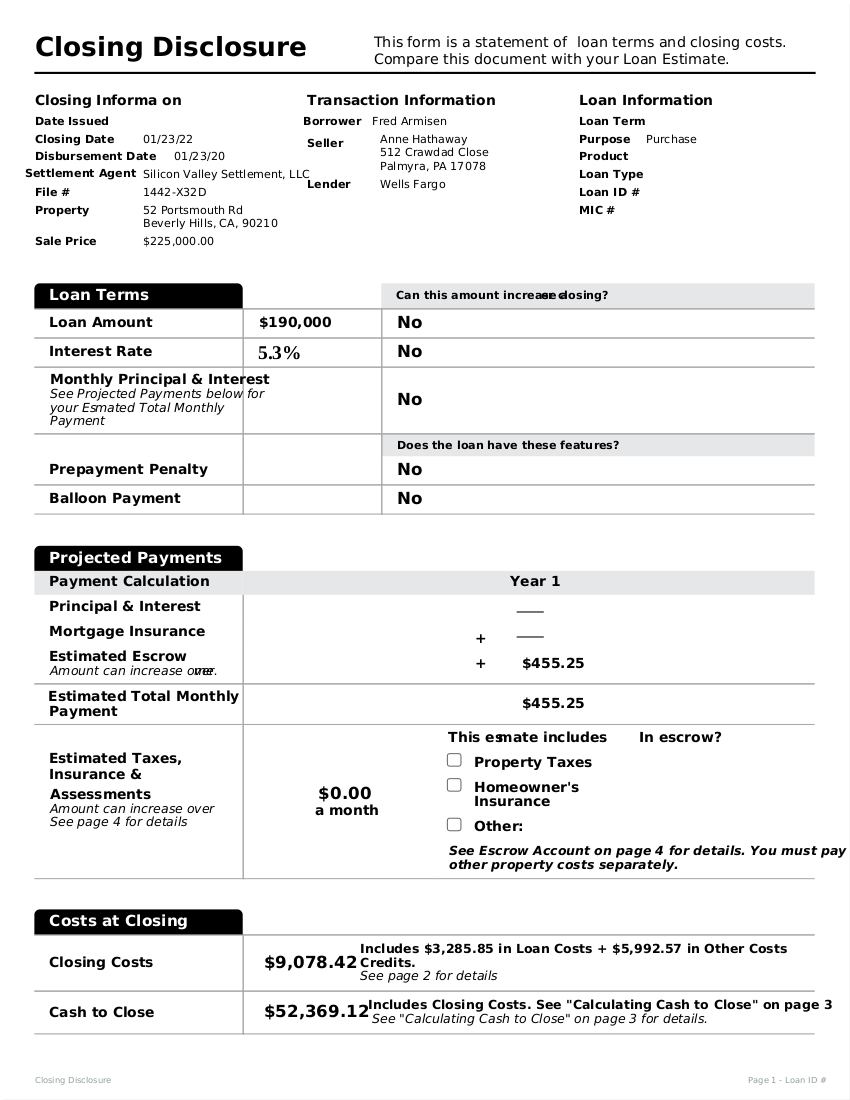 Closing Disclosure
This form is a statement of loan terms and closing costs.
Compare this document with your Loan Estimate.
Closing Informa on
Date Issued
Closing Date 01/23/22
Disbursement Date 01/23/20
Settlement Agent Silicon Valley Settlement, LLC
File # 1442-X32D
Property 52 Portsmouth Rd
Beverly Hills, CA, 90210
Sale Price $225,000.00
Transaction Information
Borrower Fred Armisen
Seller Anne Hathaway
512 Crawdad Close
Palmyra, PA 17078
Lender Wells Fargo
Loan Information
Loan Term
Purpose Purchase
Product
Loan Type
Loan ID #
MIC #
Loan Terms Can this amount increase closing?
Loan Amount $190,000 No
Interest Rate 5.3% No
Monthly Principal & Interest
See Projected Payments below for
your Esmated Total Monthly
Payment
No
Does the loan have these features?
Prepayment Penalty No
Balloon Payment No
Projected Payments
Payment Calculation Year 1
Principal & Interest ——
Mortgage Insurance + ——
Estimated Escrow + $455.25
Amount can increase over.
Estimated Total Monthly
Payment
$455.25
Estimated Taxes,
Insurance &
Assessments
Amount can increase over
See page 4 for details
$0.00
a month
This esmate includes In escrow?
Property Taxes
Homeowner's
Insurance
Other:
See Escrow Account on page 4 for details. You must pay
other property costs separately.
Costs at Closing
Closing Costs $9,078.42 Includes $3,285.85 in Loan Costs + $5,992.57 in Other Costs
Credits.
See page 2 for details
Cash to Close $52,369.12 Includes Closing Costs. See "Calculating Cash to Close" on page 3
See "Calculating Cash to Close" on page 3 for details.
Closing Disclosure Page 1 - Loan ID #